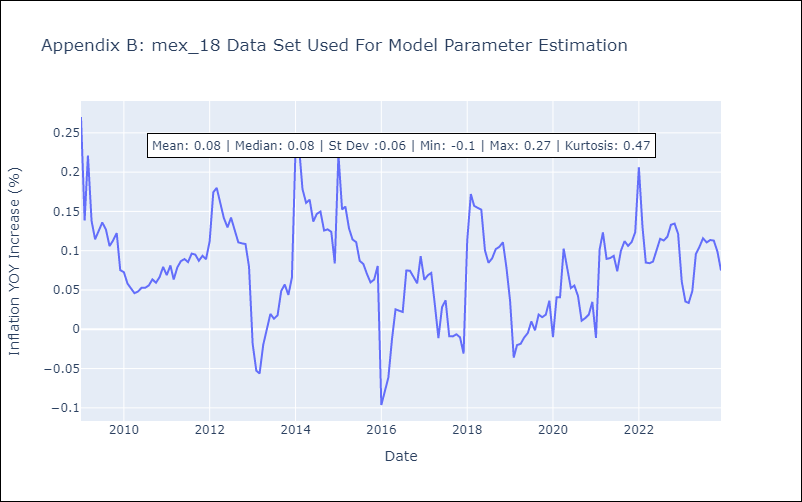 Appendix B: mex_18 Data Set Used For Model Parameter Estimation
Mean: 0.08 | Median: 0.08 | St Dev :0.06 | Min: -0.1 | Max: 0.27 | Kurtosis: 0.47
Inflation YOY Increase (%)
0.25
0.2
0.15
0.1
0.05
0
−0.05
−0.1
2010 2012 2014 2016 2018 2020 2022
Date